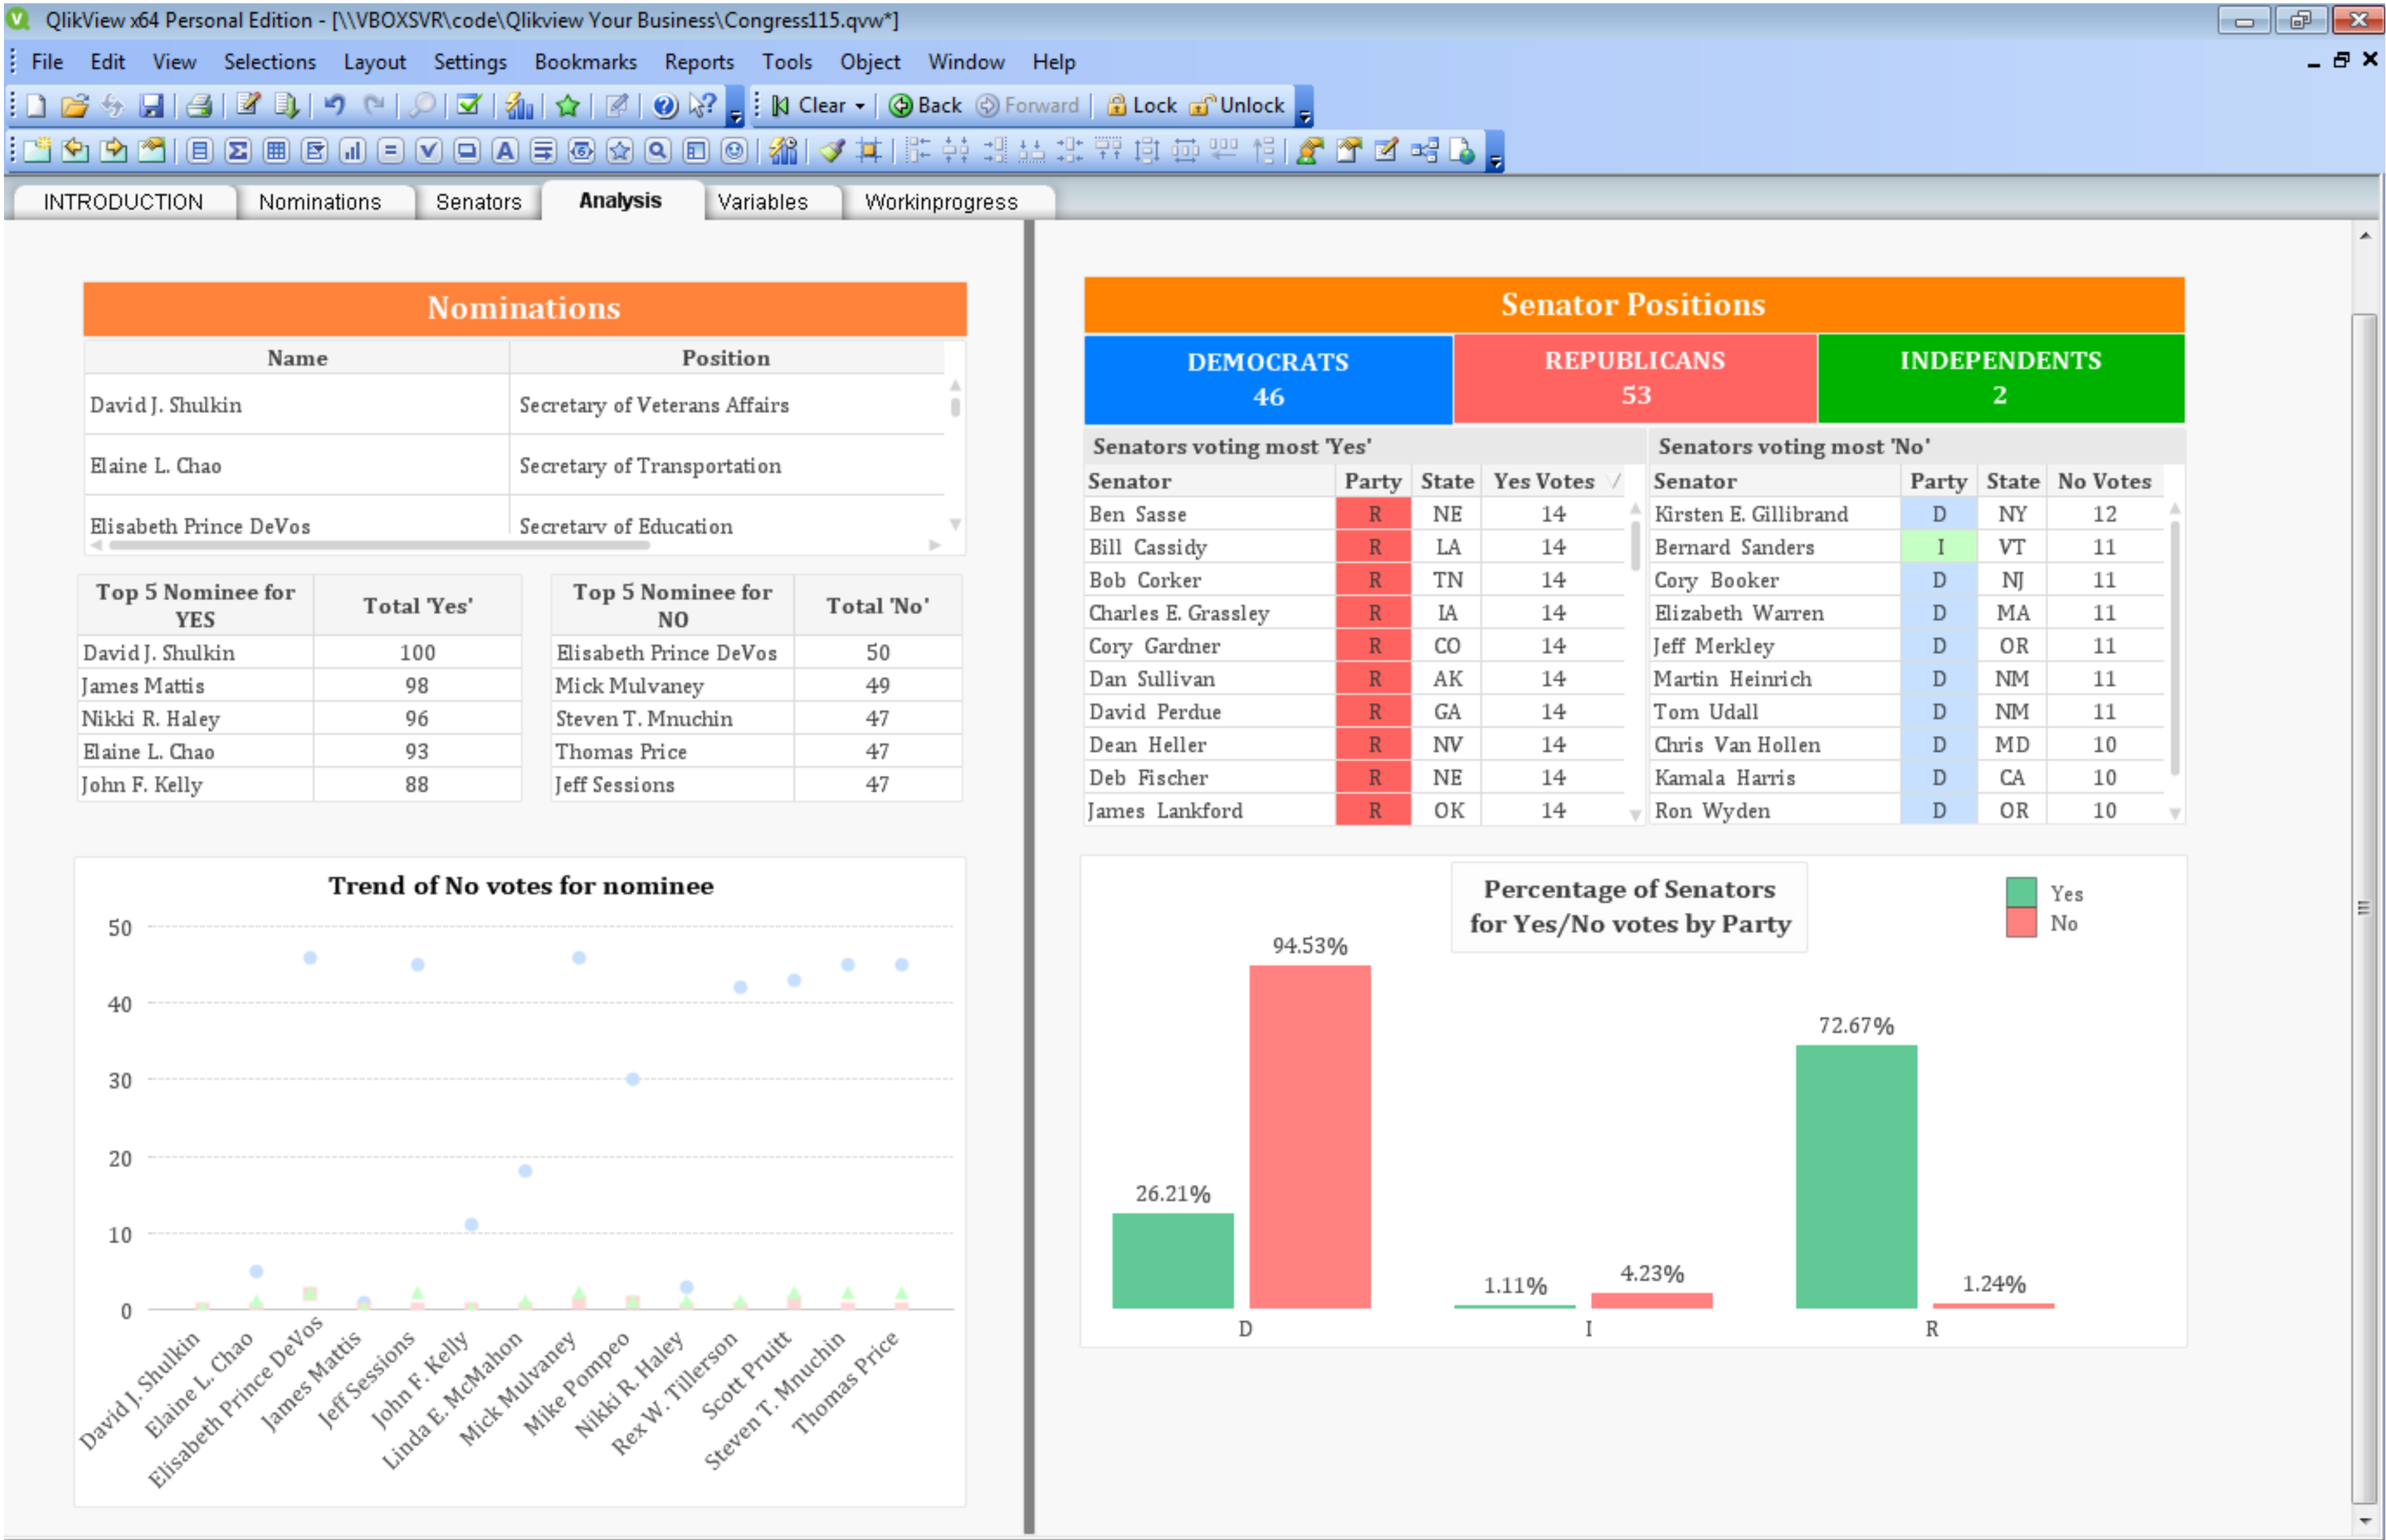 QlikView x64 Personal Edition - [\\VBOXSVR\code\Qlikview Your Business\Congress115.qvw*]
File Edit View Selections Layout Settings Bookmarks Reports Tools Object Window Help
Clear Back Forward Lock Unlock
INTRODUCTION Nominations Senators Analysis Variables Workinprogress
Nominations
Name Position
David J. Shulkin Secretary of Veterans Affairs
Elaine L. Chao Secretary of Transportation
Elisabeth Prince DeVos Secretary of Education
Top 5 Nominee for
YES Total 'Yes'
David J. Shulkin 100
James Mattis 98
Nikki R. Haley 96
Elaine L. Chao 93
John F. Kelly 88
Top 5 Nominee for
NO Total 'No'
Elisabeth Prince DeVos 50
Mick Mulvaney 49
Steven T. Mnuchin 47
Thomas Price 47
Jeff Sessions 47
Trend of No votes for nominee
50
40
30
20
10
0
David J. Shulkin
Elaine L. Chao
Elisabeth Prince DeVos
James Mattis
Jeff Sessions
John F. Kelly
Linda E. McMahon
Mick Mulvaney
Mike Pompeo
Nikki R. Haley
Rex W. Tillerson
Scott Pruitt
Steven T. Mnuchin
Thomas Price
Senator Positions
DEMOCRATS
46
REPUBLICANS
53
INDEPENDENTS
2
Senators voting most 'Yes'
Senator Party State Yes Votes
Ben Sasse R NE 14
Bill Cassidy R LA 14
Bob Corker R TN 14
Charles E. Grassley R IA 14
Cory Gardner R CO 14
Dan Sullivan R AK 14
David Perdue R GA 14
Dean Heller R NV 14
Deb Fischer R NE 14
James Lankford R OK 14
Senators voting most 'No'
Senator Party State No Votes
Kirsten E. Gillibrand D NY 12
Bernard Sanders I VT 11
Cory Booker D NJ 11
Elizabeth Warren D MA 11
Jeff Merkley D OR 11
Martin Heinrich D NM 11
Tom Udall D NM 11
Chris Van Hollen D MD 10
Kamala Harris D CA 10
Ron Wyden D OR 10
Percentage of Senators
for Yes/No votes by Party
Yes
No
94.53%
72.67%
26.21%
1.11%
4.23%
1.24%
D I R